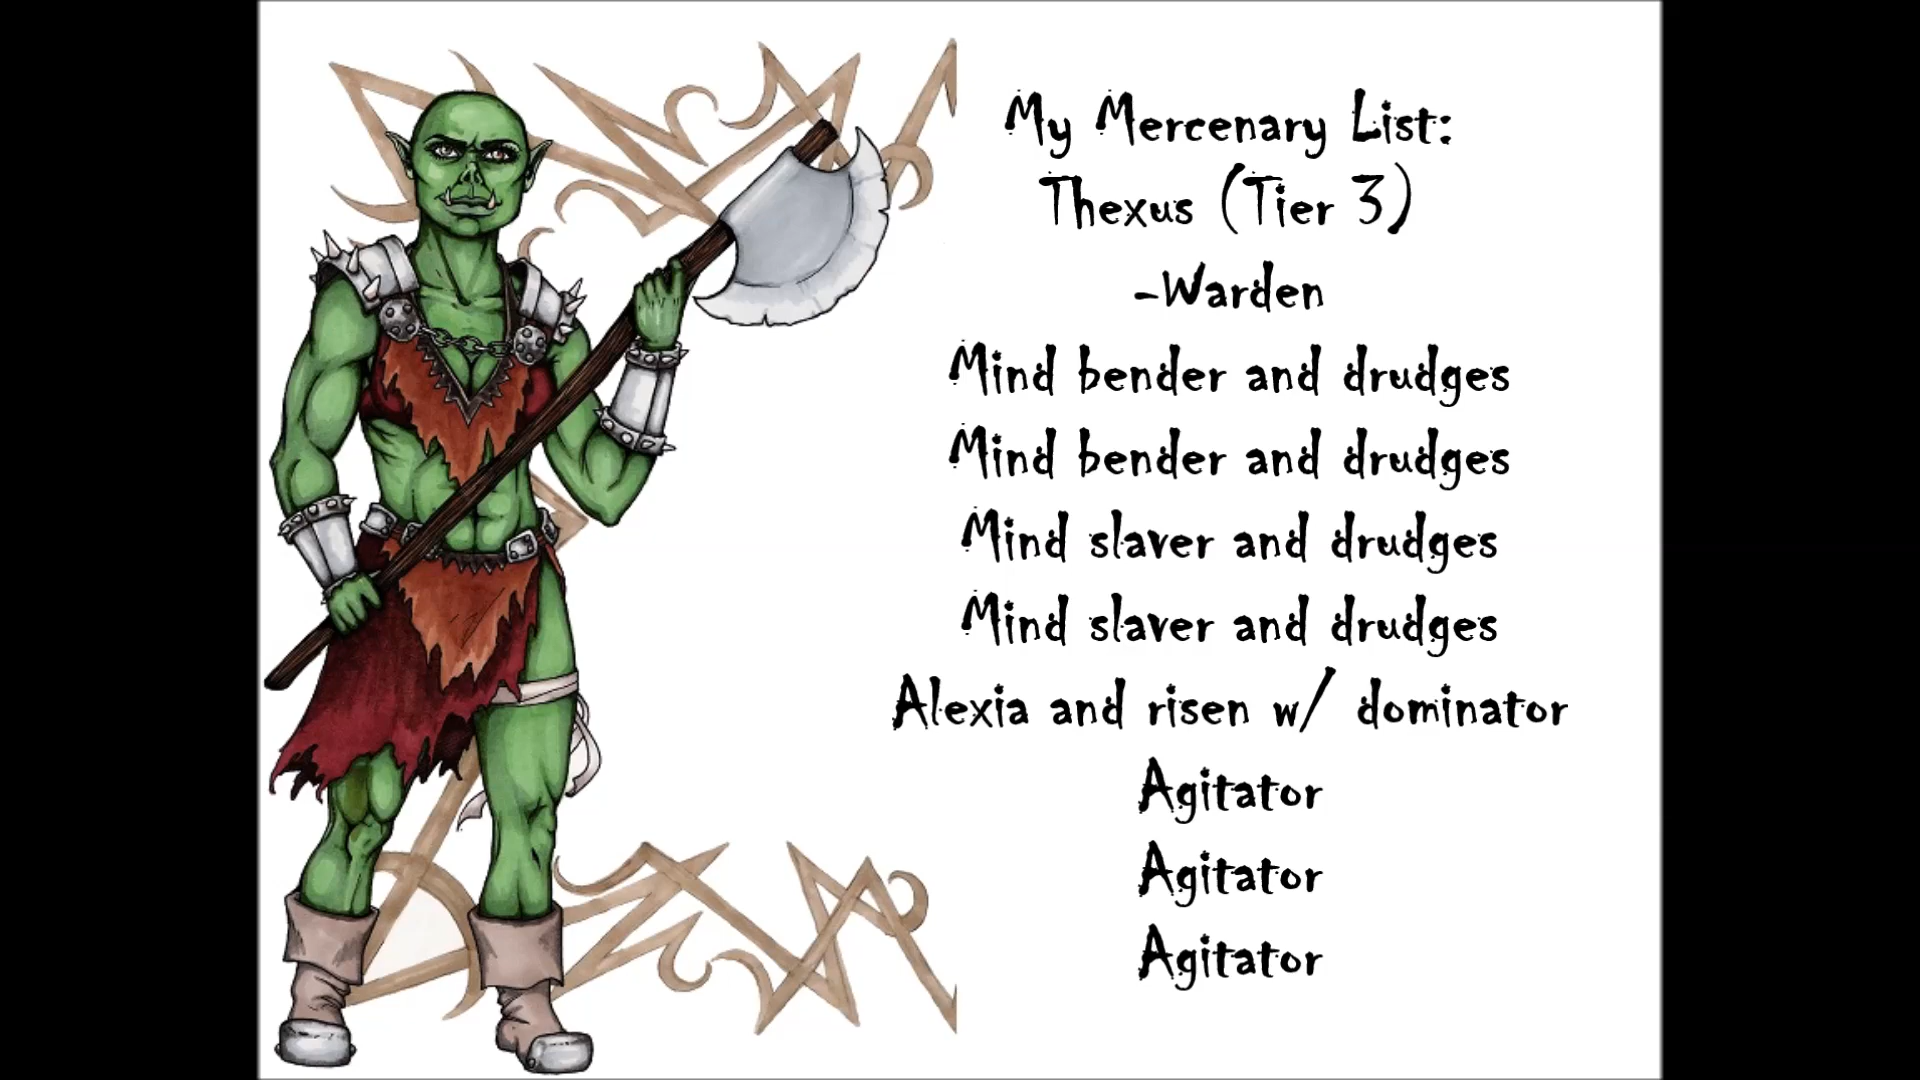 My Mercenary List:
Thexus (Tier 3)
-Warden
Mind bender and drudges
Mind bender and drudges
Mind slaver and drudges
Mind slaver and drudges
Alexia and risen w/ dominator
Agitator
Agitator
Agitator